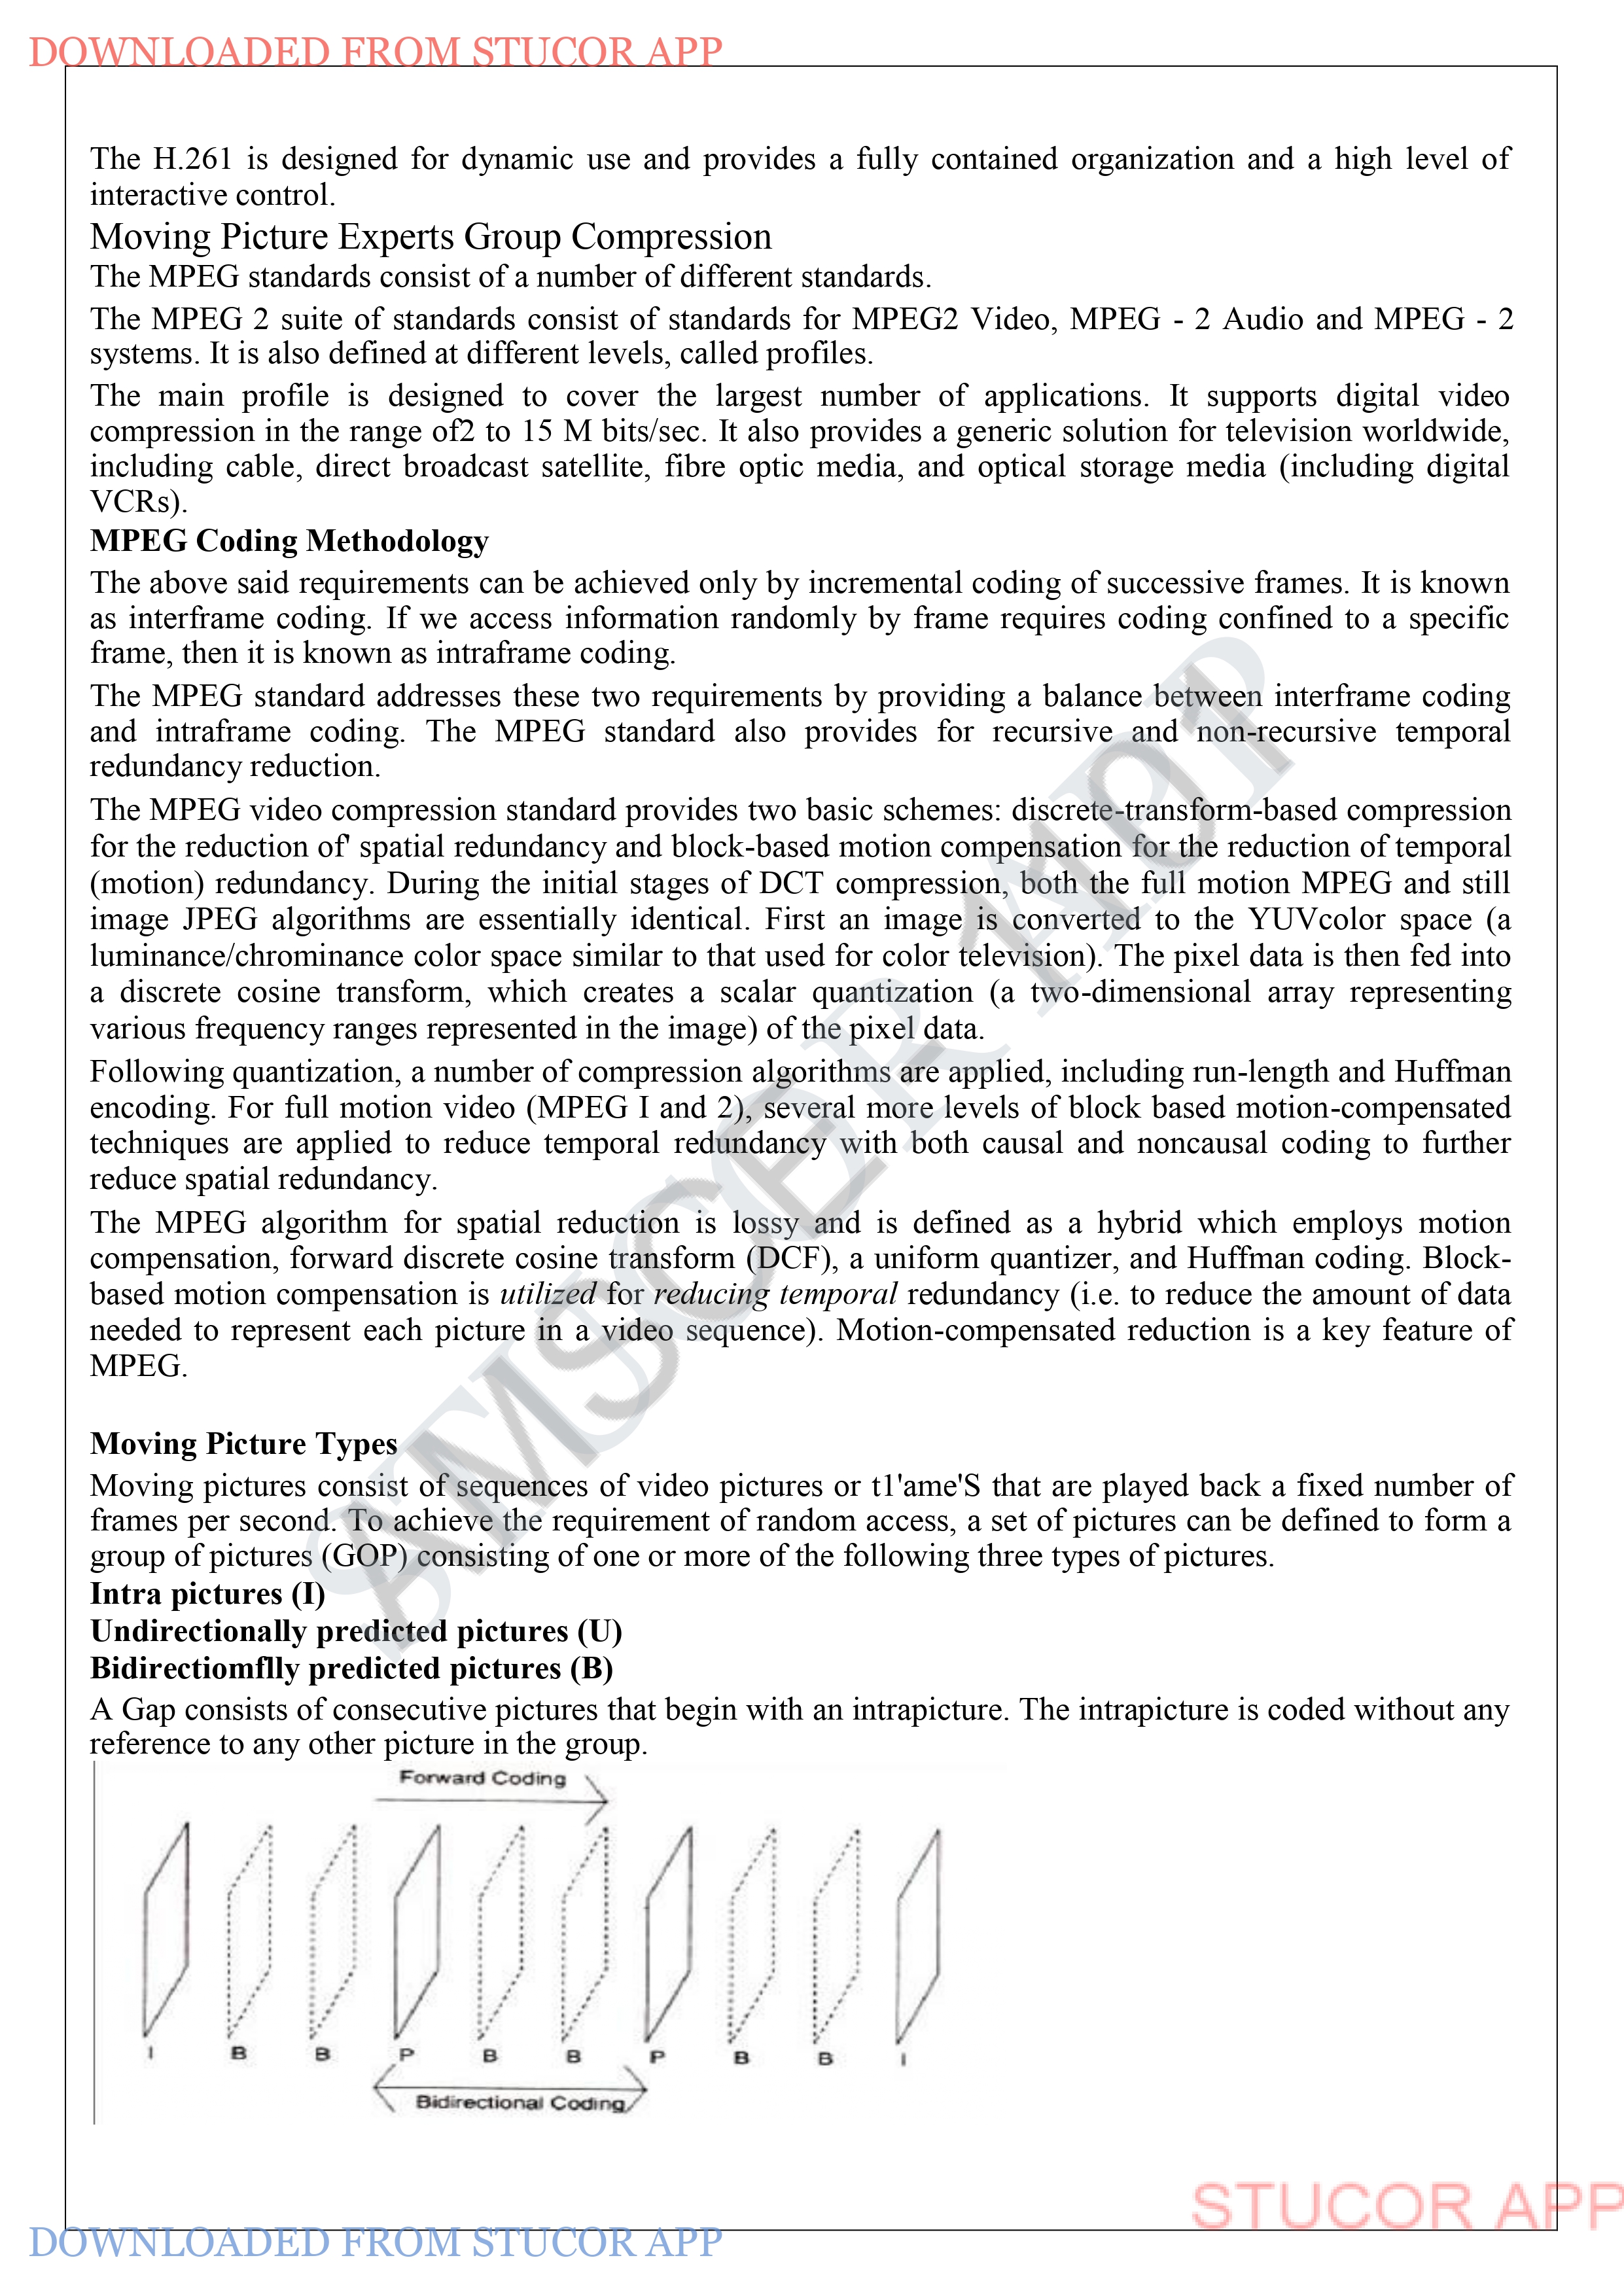 DOWNLOADED FROM STUCOR APP
The H.261 is designed for dynamic use and provides a fully contained organization and a high level of
interactive control.
Moving Picture Experts Group Compression
The MPEG standards consist of a number of different standards.
The MPEG 2 suite of standards consist of standards for MPEG2 Video, MPEG - 2 Audio and MPEG - 2
systems. It is also defined at different levels, called profiles.
The main profile is designed to cover the largest number of applications. It supports digital video
compression in the range of2 to 15 M bits/sec. It also provides a generic solution for television worldwide,
including cable, direct broadcast satellite, fibre optic media, and optical storage media (including digital
VCRs).
MPEG Coding Methodology
The above said requirements can be achieved only by incremental coding of successive frames. It is known
as interframe coding. If we access information randomly by frame requires coding confined to a specific
frame, then it is known as intraframe coding.
The MPEG standard addresses these two requirements by providing a balance between interframe coding
and intraframe coding. The MPEG standard also provides for recursive and non-recursive temporal
redundancy reduction.
The MPEG video compression standard provides two basic schemes: discrete-transform-based compression
for the reduction of' spatial redundancy and block-based motion compensation for the reduction of temporal
(motion) redundancy. During the initial stages of DCT compression, both the full motion MPEG and still
image JPEG algorithms are essentially identical. First an image is converted to the YUVcolor space (a
luminance/chrominance color space similar to that used for color television). The pixel data is then fed into
a discrete cosine transform, which creates a scalar quantization (a two-dimensional array representing
various frequency ranges represented in the image) of the pixel data.
Following quantization, a number of compression algorithms are applied, including run-length and Huffman
encoding. For full motion video (MPEG I and 2), several more levels of block based motion-compensated
techniques are applied to reduce temporal redundancy with both causal and noncausal coding to further
reduce spatial redundancy.
The MPEG algorithm for spatial reduction is lossy and is defined as a hybrid which employs motion
compensation, forward discrete cosine transform (DCF), a uniform quantizer, and Huffman coding. Block-
based motion compensation is utilized for reducing temporal redundancy (i.e. to reduce the amount of data
needed to represent each picture in a video sequence). Motion-compensated reduction is a key feature of
MPEG.
Moving Picture Types
Moving pictures consist of sequences of video pictures or t1'ame'S that are played back a fixed number of
frames per second. To achieve the requirement of random access, a set of pictures can be defined to form a
group of pictures (GOP) consisting of one or more of the following three types of pictures.
Intra pictures (I)
Undirectionally predicted pictures (U)
Bidirectiomflly predicted pictures (B)
A Gap consists of consecutive pictures that begin with an intrapicture. The intrapicture is coded without any
reference to any other picture in the group.
Forward Coding
I B B P B B P B B I
Bidirectional Coding
AMSCE 1101
STUCOR APP
STUCOR APP
DOWNLOADED FROM STUCOR APP